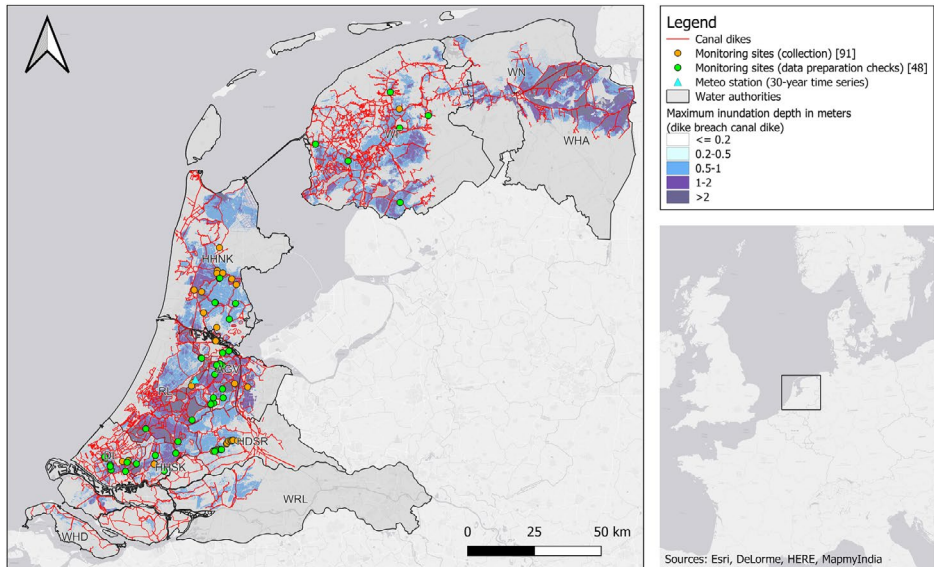 WN
WHA
HHNK
HDSR
HHSK
WRL
WHD
0 25 50 km
Legend
Canal dikes
Monitoring sites (collection) [91]
Monitoring sites (data preparation checks) [48]
Meteo station (30-year time series)
Water authorities
Maximum inundation depth in meters
(dike breach canal dike)
<= 0.2
0.2-0.5
0.5-1
1-2
>2
Sources: Esri, DeLorme, HERE, MapmyIndia